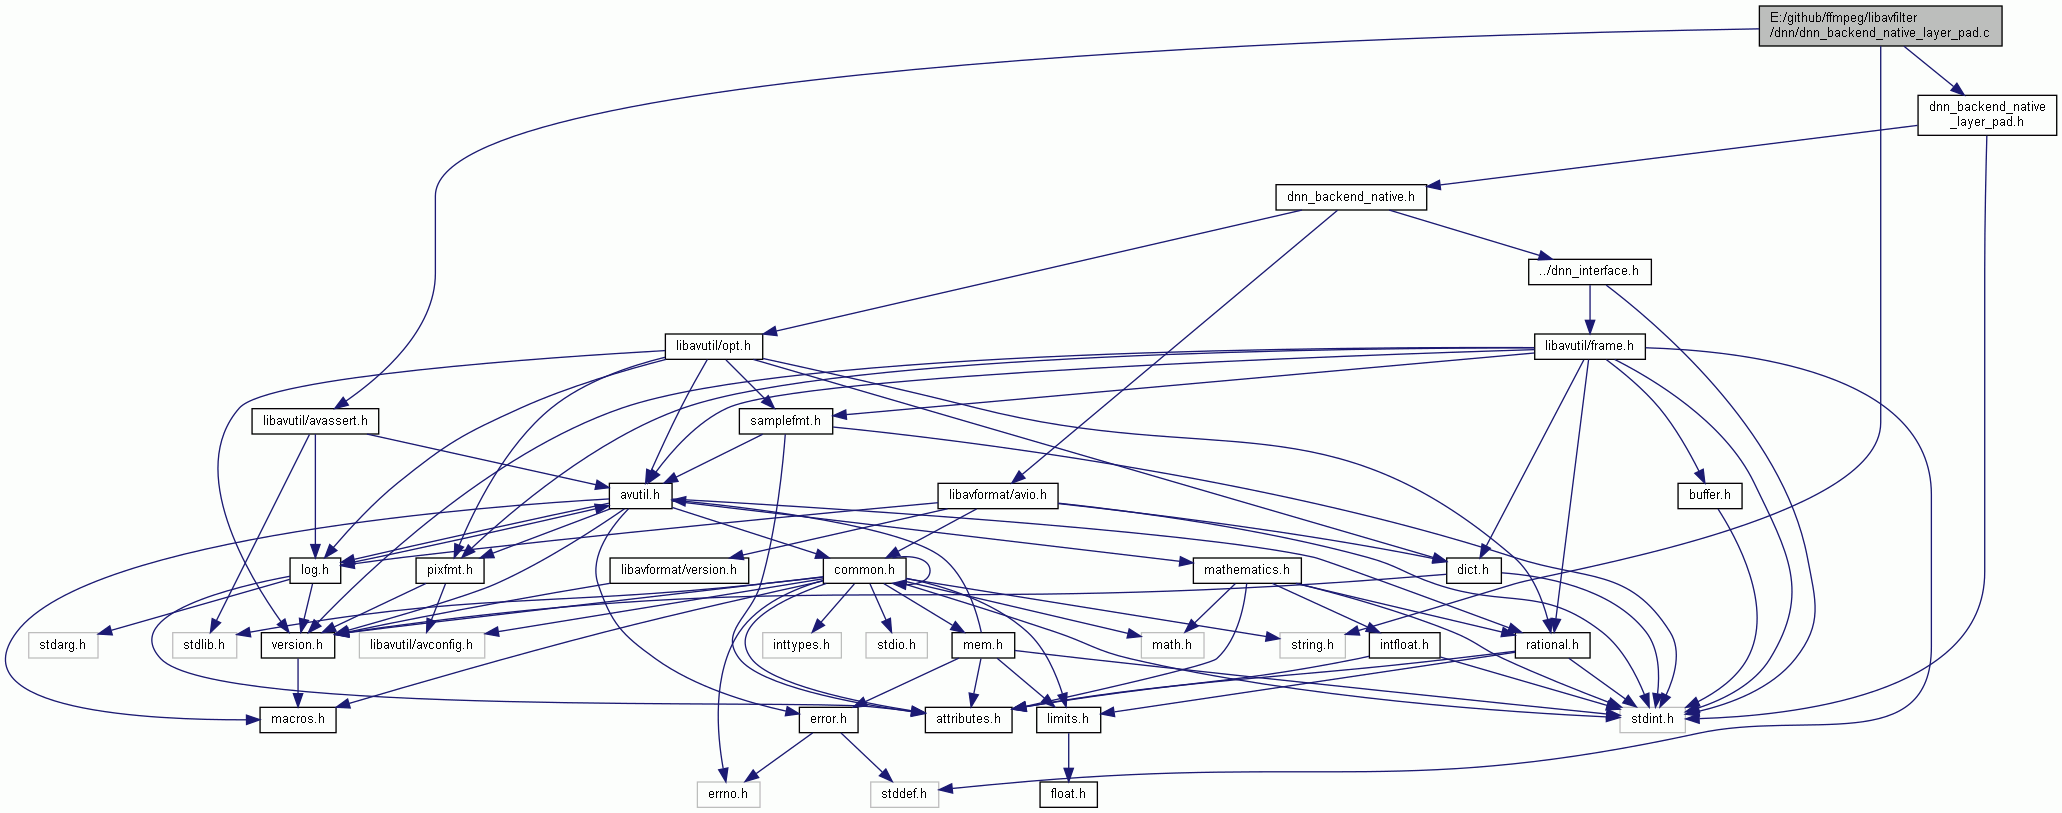 E:/github/ffmpeg/libavfilter
/dnn/dnn_backend_native_layer_pad.c
dnn_backend_native
_layer_pad.h
dnn_backend_native.h
../dnn_interface.h
libavutil/opt.h
libavutil/frame.h
libavutil/avassert.h
samplefmt.h
avutil.h
libavformat/avio.h
buffer.h
log.h
pixfmt.h
libavformat/version.h
common.h
mathematics.h
dict.h
stdarg.h
stdlib.h
version.h
libavutil/avconfig.h
inttypes.h
stdio.h
mem.h
math.h
string.h
intfloat.h
rational.h
macros.h
error.h
attributes.h
limits.h
stdint.h
errno.h
stddef.h
float.h